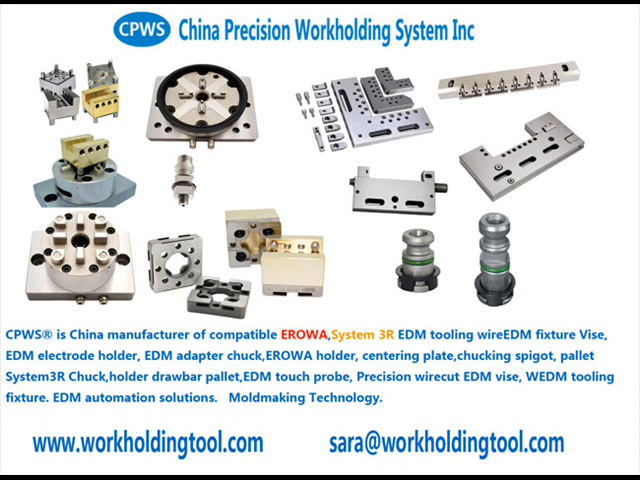 CPWS China Precision Workholding System Inc
CPWS® is China manufacturer of compatible EROWA,System 3R EDM tooling wireEDM fixture Vise,
EDM electrode holder, EDM adapter chuck,EROWA holder, centering plate,chucking spigot, pallet
System3R Chuck,holder drawbar pallet,EDM touch probe, Precision wirecut EDM vise, WEDM tooling
fixture. EDM automation solutions. Moldmaking Technology.
www.workholdingtool.com sara@workholdingtool.com